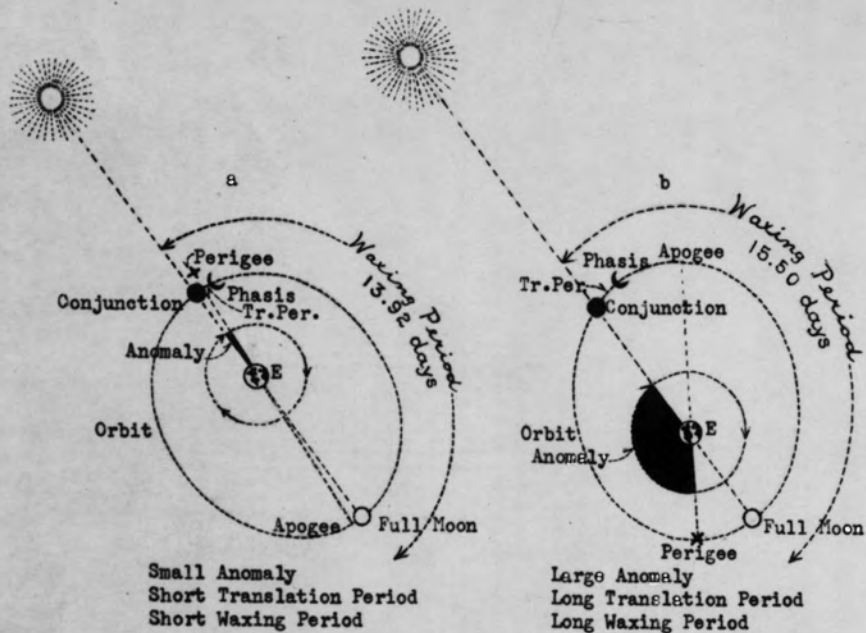 a
Perigee
Conjunction
Phasis
Tr.Per.
Anomaly
E
Orbit
Apogee
Full Moon
Waxing Period
13.92 days
Small Anomaly
Short Translation Period
Short Waxing Period
b
Apogee
Phasis
Tr.Per.
Conjunction
E
Orbit
Anomaly
Full Moon
Perigee
Waxing Period
15.50 days
Large Anomaly
Long Translation Period
Long Waxing Period